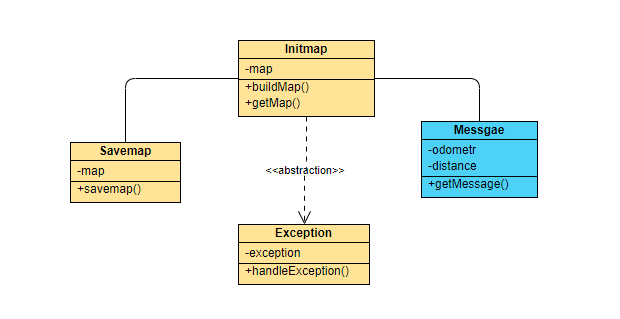 Initmap
-map
+buildMap()
+getMap()
Savemap
-map
+savemap()
Messgae
-odometr
-distance
+getMessage()
<<abstraction>>
Exception
-exception
+handleException()